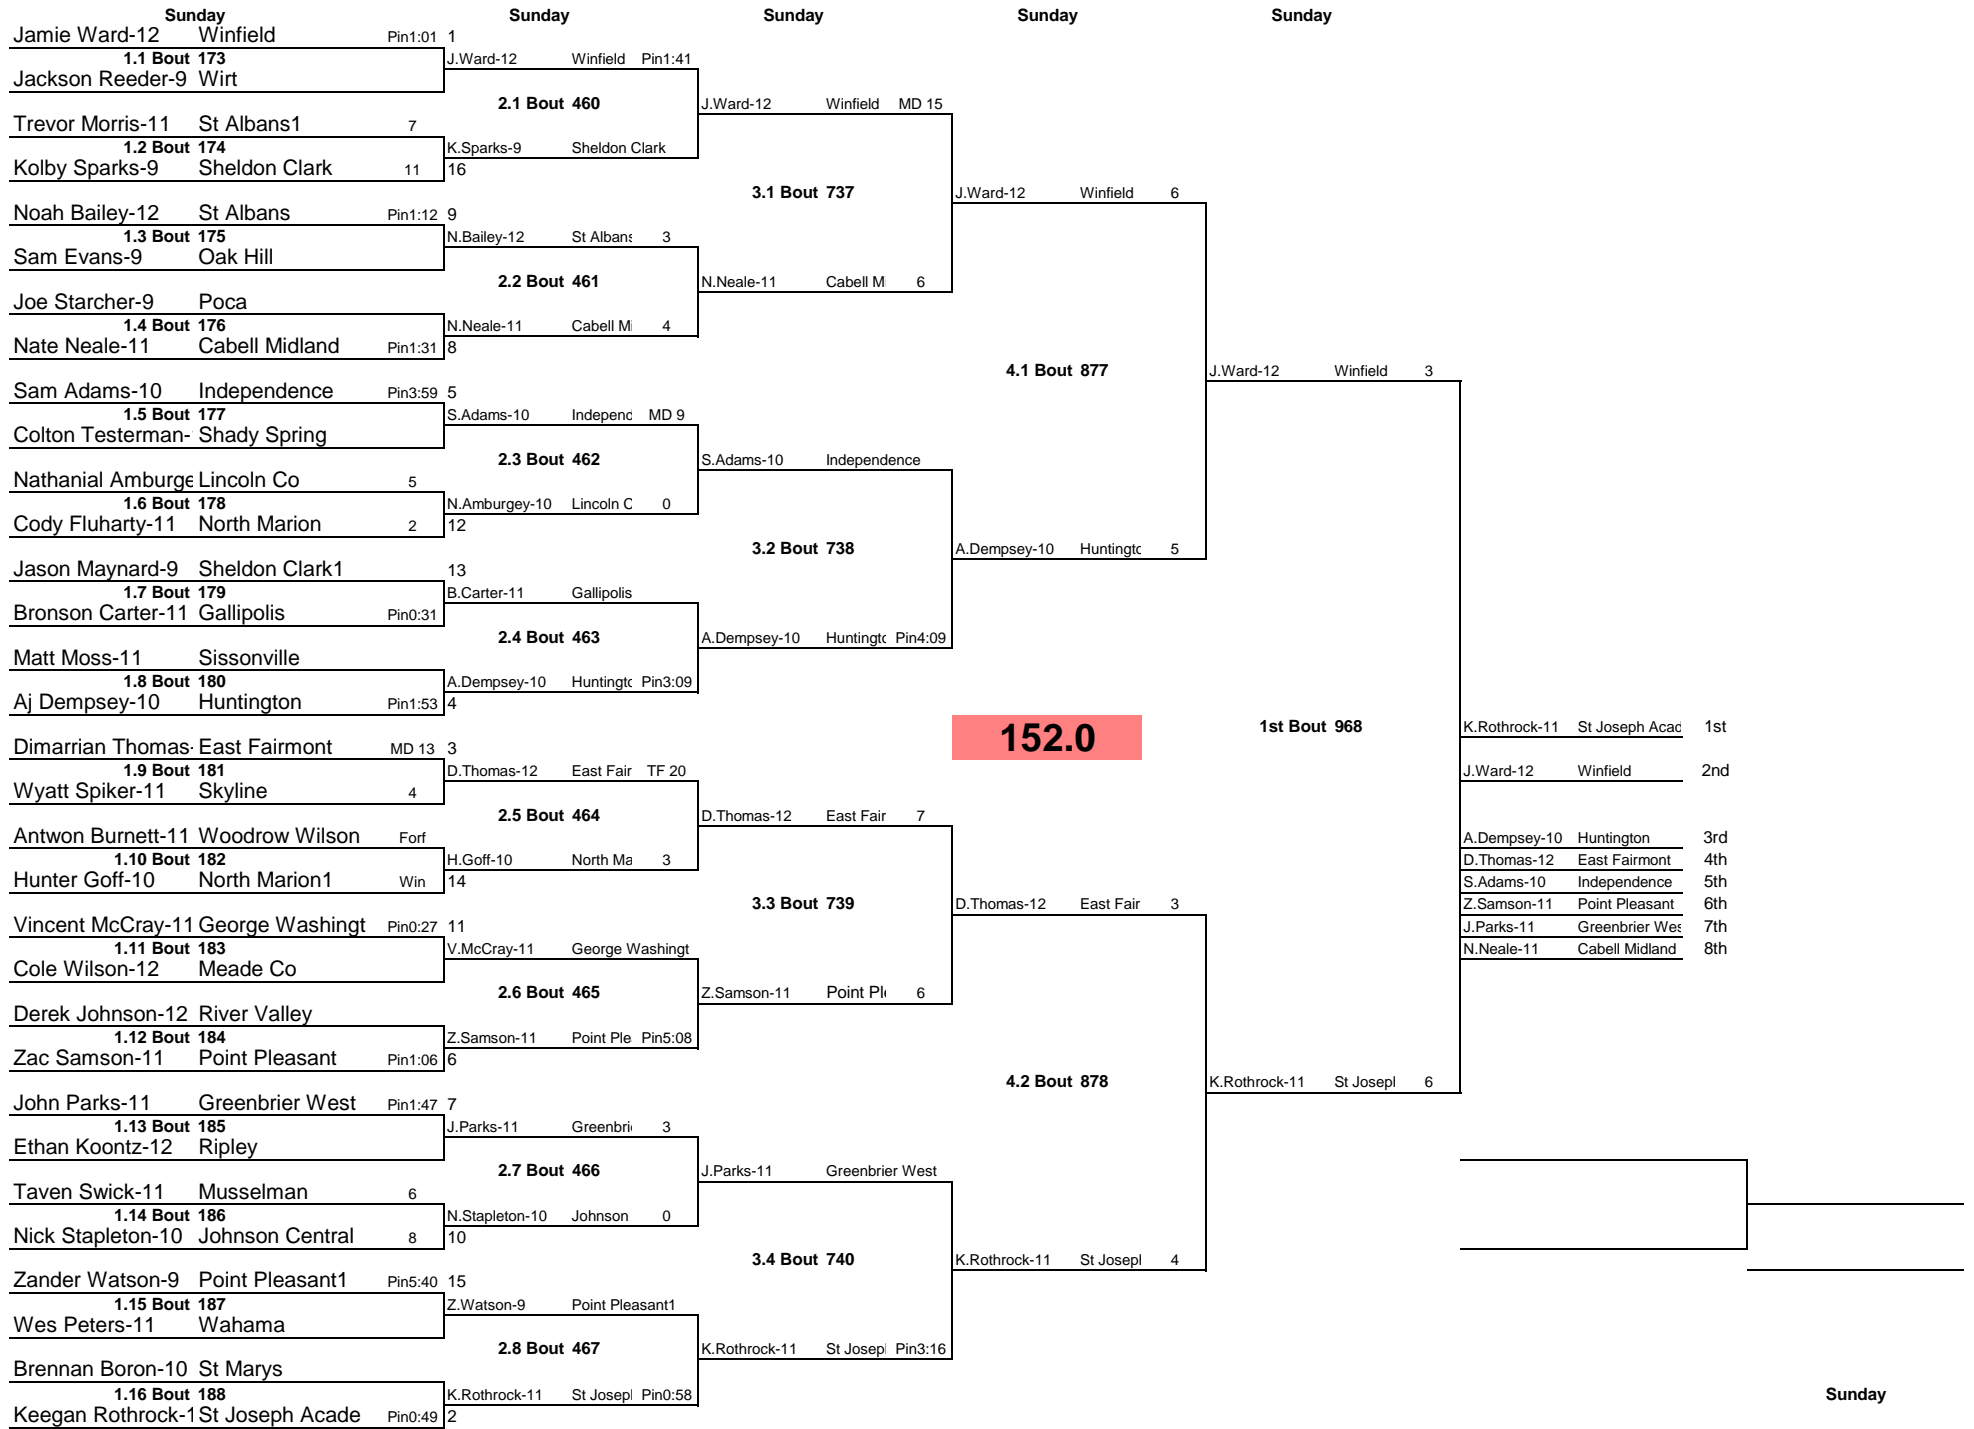 Sunday Sunday Sunday Sunday Sunday
Jamie Ward-12 Winfield Pin1:01 1
1.1 Bout 173
Jackson Reeder-9 Wirt
Trevor Morris-11 St Albans1 7
1.2 Bout 174
Kolby Sparks-9 Sheldon Clark 11
Noah Bailey-12 St Albans Pin1:12 9
1.3 Bout 175
Sam Evans-9 Oak Hill
Joe Starcher-9 Poca
1.4 Bout 176
Nate Neale-11 Cabell Midland Pin1:31 8
Sam Adams-10 Independence Pin3:59 5
1.5 Bout 177
Colton Testerman- Shady Spring
Nathanial Amburge Lincoln Co 5
1.6 Bout 178
Cody Fluharty-11 North Marion 2
Jason Maynard-9 Sheldon Clark1 13
1.7 Bout 179
Bronson Carter-11 Gallipolis Pin0:31
Matt Moss-11 Sissonville
1.8 Bout 180
Aj Dempsey-10 Huntington Pin1:53 4
Dimarrian Thomas- East Fairmont MD 13 3
1.9 Bout 181
Wyatt Spiker-11 Skyline 4
Antwon Burnett-11 Woodrow Wilson Forf
1.10 Bout 182
Hunter Goff-10 North Marion1 Win 14
Vincent McCray-11 George Washingt Pin0:27 11
1.11 Bout 183
Cole Wilson-12 Meade Co
Derek Johnson-12 River Valley
1.12 Bout 184
Zac Samson-11 Point Pleasant Pin1:06 6
John Parks-11 Greenbrier West Pin1:47 7
1.13 Bout 185
Ethan Koontz-12 Ripley
Taven Swick-11 Musselman 6
1.14 Bout 186
Nick Stapleton-10 Johnson Central 8
Zander Watson-9 Point Pleasant1 Pin5:40 15
1.15 Bout 187
Wes Peters-11 Wahama
Brennan Boron-10 St Marys
1.16 Bout 188
Keegan Rothrock-1 St Joseph Acade Pin0:49 2
J.Ward-12 Winfield Pin1:41
2.1 Bout 460
K.Sparks-9 Sheldon Clark
16
N.Bailey-12 St Albans 3
2.2 Bout 461
N.Neale-11 Cabell Mi 4
S.Adams-10 Independ MD 9
2.3 Bout 462
N.Amburgey-10 Lincoln C 0
12
B.Carter-11 Gallipolis
2.4 Bout 463
A.Dempsey-10 Huntingto Pin3:09
D.Thomas-12 East Fair TF 20
2.5 Bout 464
H.Goff-10 North Ma 3
V.McCray-11 George Washingt
2.6 Bout 465
Z.Samson-11 Point Ple Pin5:08
J.Parks-11 Greenbri 3
2.7 Bout 466
N.Stapleton-10 Johnson 0
10
Z.Watson-9 Point Pleasant1
2.8 Bout 467
K.Rothrock-11 St Josepl Pin0:58
J.Ward-12 Winfield MD 15
3.1 Bout 737
N.Neale-11 Cabell Mi 6
S.Adams-10 Independence
3.2 Bout 738
A.Dempsey-10 Huntingto Pin4:09
D.Thomas-12 East Fair 7
3.3 Bout 739
Z.Samson-11 Point Ple 6
J.Parks-11 Greenbrier West
3.4 Bout 740
K.Rothrock-11 St Josepl Pin3:16
J.Ward-12 Winfield 6
4.1 Bout 877
A.Dempsey-10 Huntingto 5
152.0
D.Thomas-12 East Fair 3
4.2 Bout 878
K.Rothrock-11 St Josepl 4
J.Ward-12 Winfield 3
1st Bout 968
K.Rothrock-11 St Josepl 6
K.Rothrock-11 St Joseph Acad 1st
J.Ward-12 Winfield 2nd
A.Dempsey-10 Huntington 3rd
D.Thomas-12 East Fairmont 4th
S.Adams-10 Independence 5th
Z.Samson-11 Point Pleasant 6th
J.Parks-11 Greenbrier Wes 7th
N.Neale-11 Cabell Midland 8th
Sunday